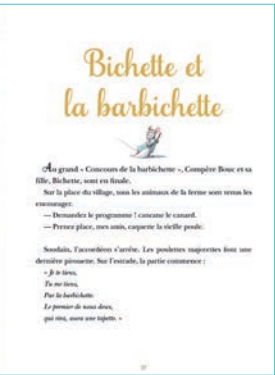 Bichette et
la barbichette
Au grand « Concours de la barbichette », Compère Bouc et sa
fille, Bichette, sont en finale.
Sur la place du village, tous les animaux de la ferme sont venus les
encourager.
— Demandez le programme ! cancane le canard.
— Prenez place, mes amis, caquette la vieille poule.
Soudain, l'accordéon s'arrête. Les poulettes majorettes font une
dernière pirouette. Sur l'estrade, la partie commence :
« Je te tiens,
Tu me tiens,
Par la barbichette.
Le premier de nous deux,
qui rira, aura une tapette. »